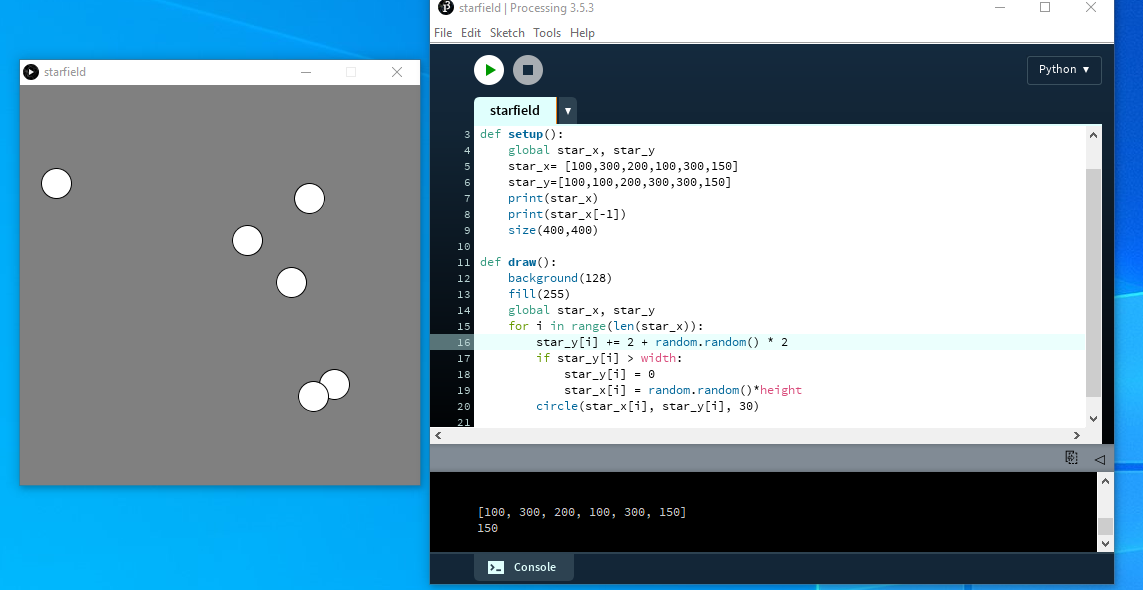 starfield
starfield | Processing 3.5.3
File Edit Sketch Tools Help
Python ▾
starfield ▾
3 def setup():
4     global star_x, star_y
5     star_x= [100,300,200,100,300,150]
6     star_y=[100,100,200,300,300,150]
7     print(star_x)
8     print(star_x[-1])
9     size(400,400)
10
11 def draw():
12     background(128)
13     fill(255)
14     global star_x, star_y
15     for i in range(len(star_x)):
16         star_y[i] += 2 + random.random() * 2
17         if star_y[i] > width:
18             star_y[i] = 0
19             star_x[i] = random.random()*height
20         circle(star_x[i], star_y[i], 30)
21
[100, 300, 200, 100, 300, 150]
150
Console